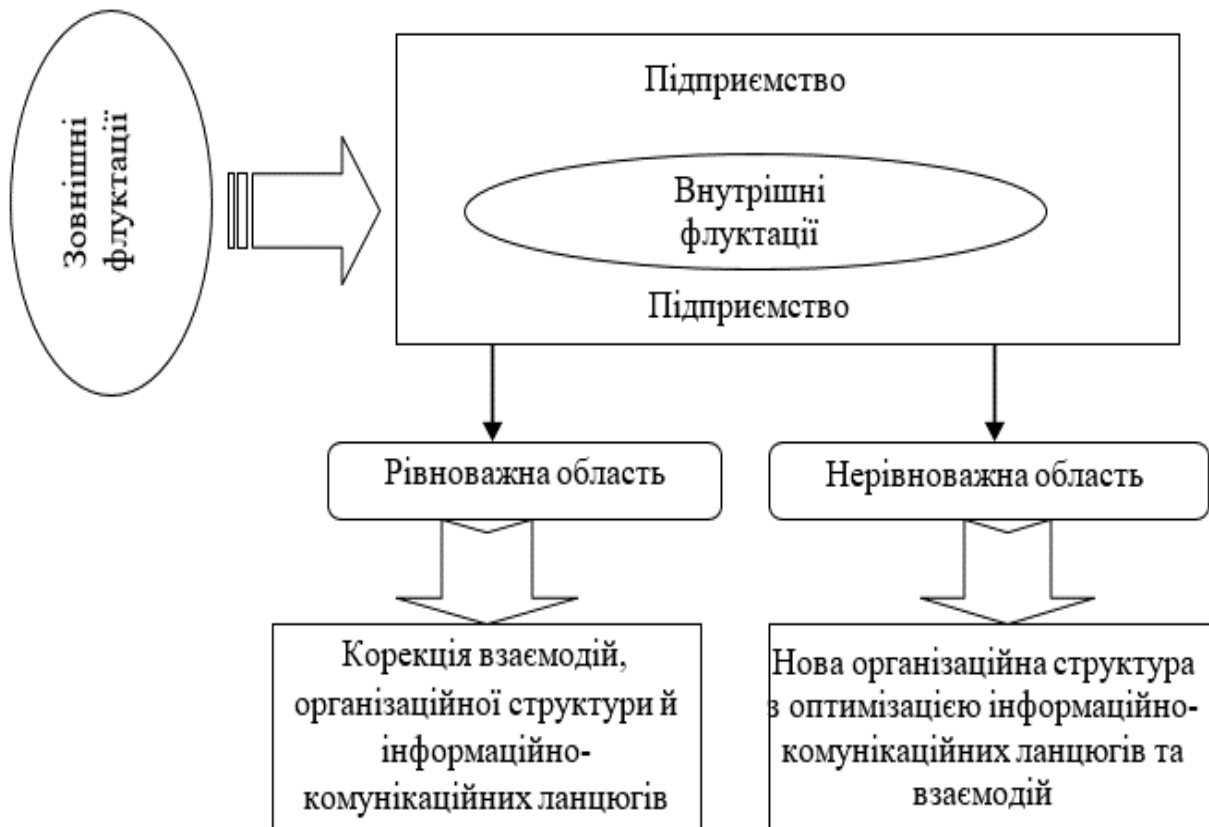 Зовнішні
флуктації
Підприємство
Внутрішні
флуктації
Підприємство
Рівноважна область
Нерівноважна область
Корекція взаємодій,
організаційної структури й
інформаційно-
комунікаційних ланцюгів
Нова організаційна структура
з оптимізацією інформаційно-
комунікаційних ланцюгів та
взаємодій